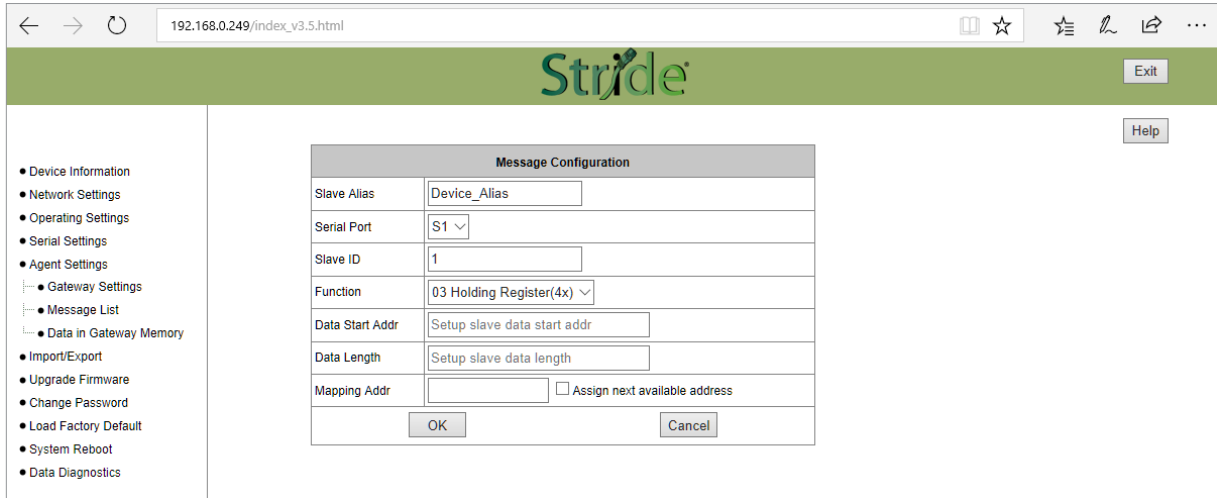 192.168.0.249/index_v3.5.html
Stride
Exit
Help
Device Information
Network Settings
Operating Settings
Serial Settings
Agent Settings
Gateway Settings
Message List
Data in Gateway Memory
Import/Export
Upgrade Firmware
Change Password
Load Factory Default
System Reboot
Data Diagnostics
Message Configuration
Slave Alias Device_Alias
Serial Port S1
Slave ID 1
Function 03 Holding Register(4x)
Data Start Addr Setup slave data start addr
Data Length Setup slave data length
Mapping Addr Assign next available address
OK Cancel